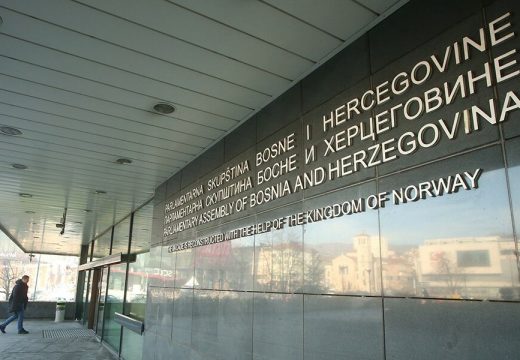 PARLAMENTARNA SKUPŠTINA BOSNE I HERCEGOVINE
ПАРЛАМЕНТАРНА СКУПШТИНА БОСНЕ И ХЕРЦЕГОВИНЕ
PARLIAMENTARY ASSEMBLY OF BOSNIA AND HERZEGOVINA
IS RECONSTRUCTED WITH THE HELP OF THE KINGDOM OF NORWAY